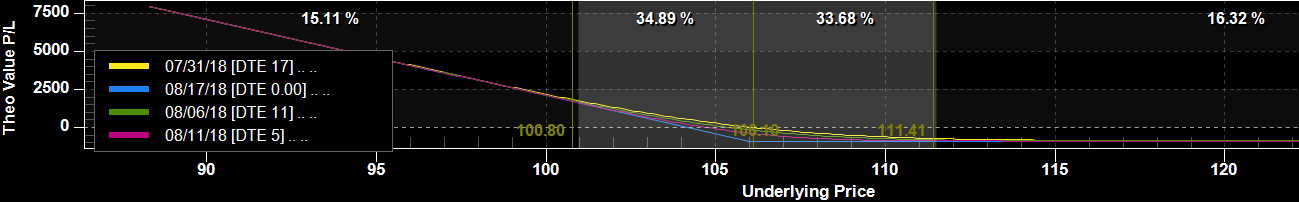 7500
5000
2500
0
Theo Value P/L
15.11 %
34.89 %
33.68 %
16.32 %
07/31/18 [DTE 17] .. ..
08/17/18 [DTE 0.00] .. ..
08/06/18 [DTE 11] .. ..
08/11/18 [DTE 5] .. ..
100.80
111.41
90
95
100
105
110
115
120
Underlying Price